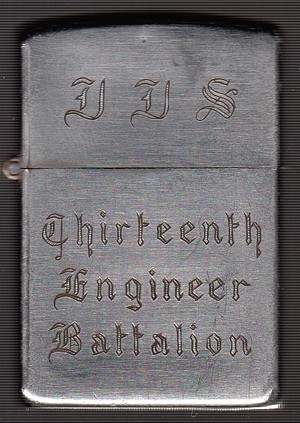 J J S
Thirteenth
Engineer
Battalion